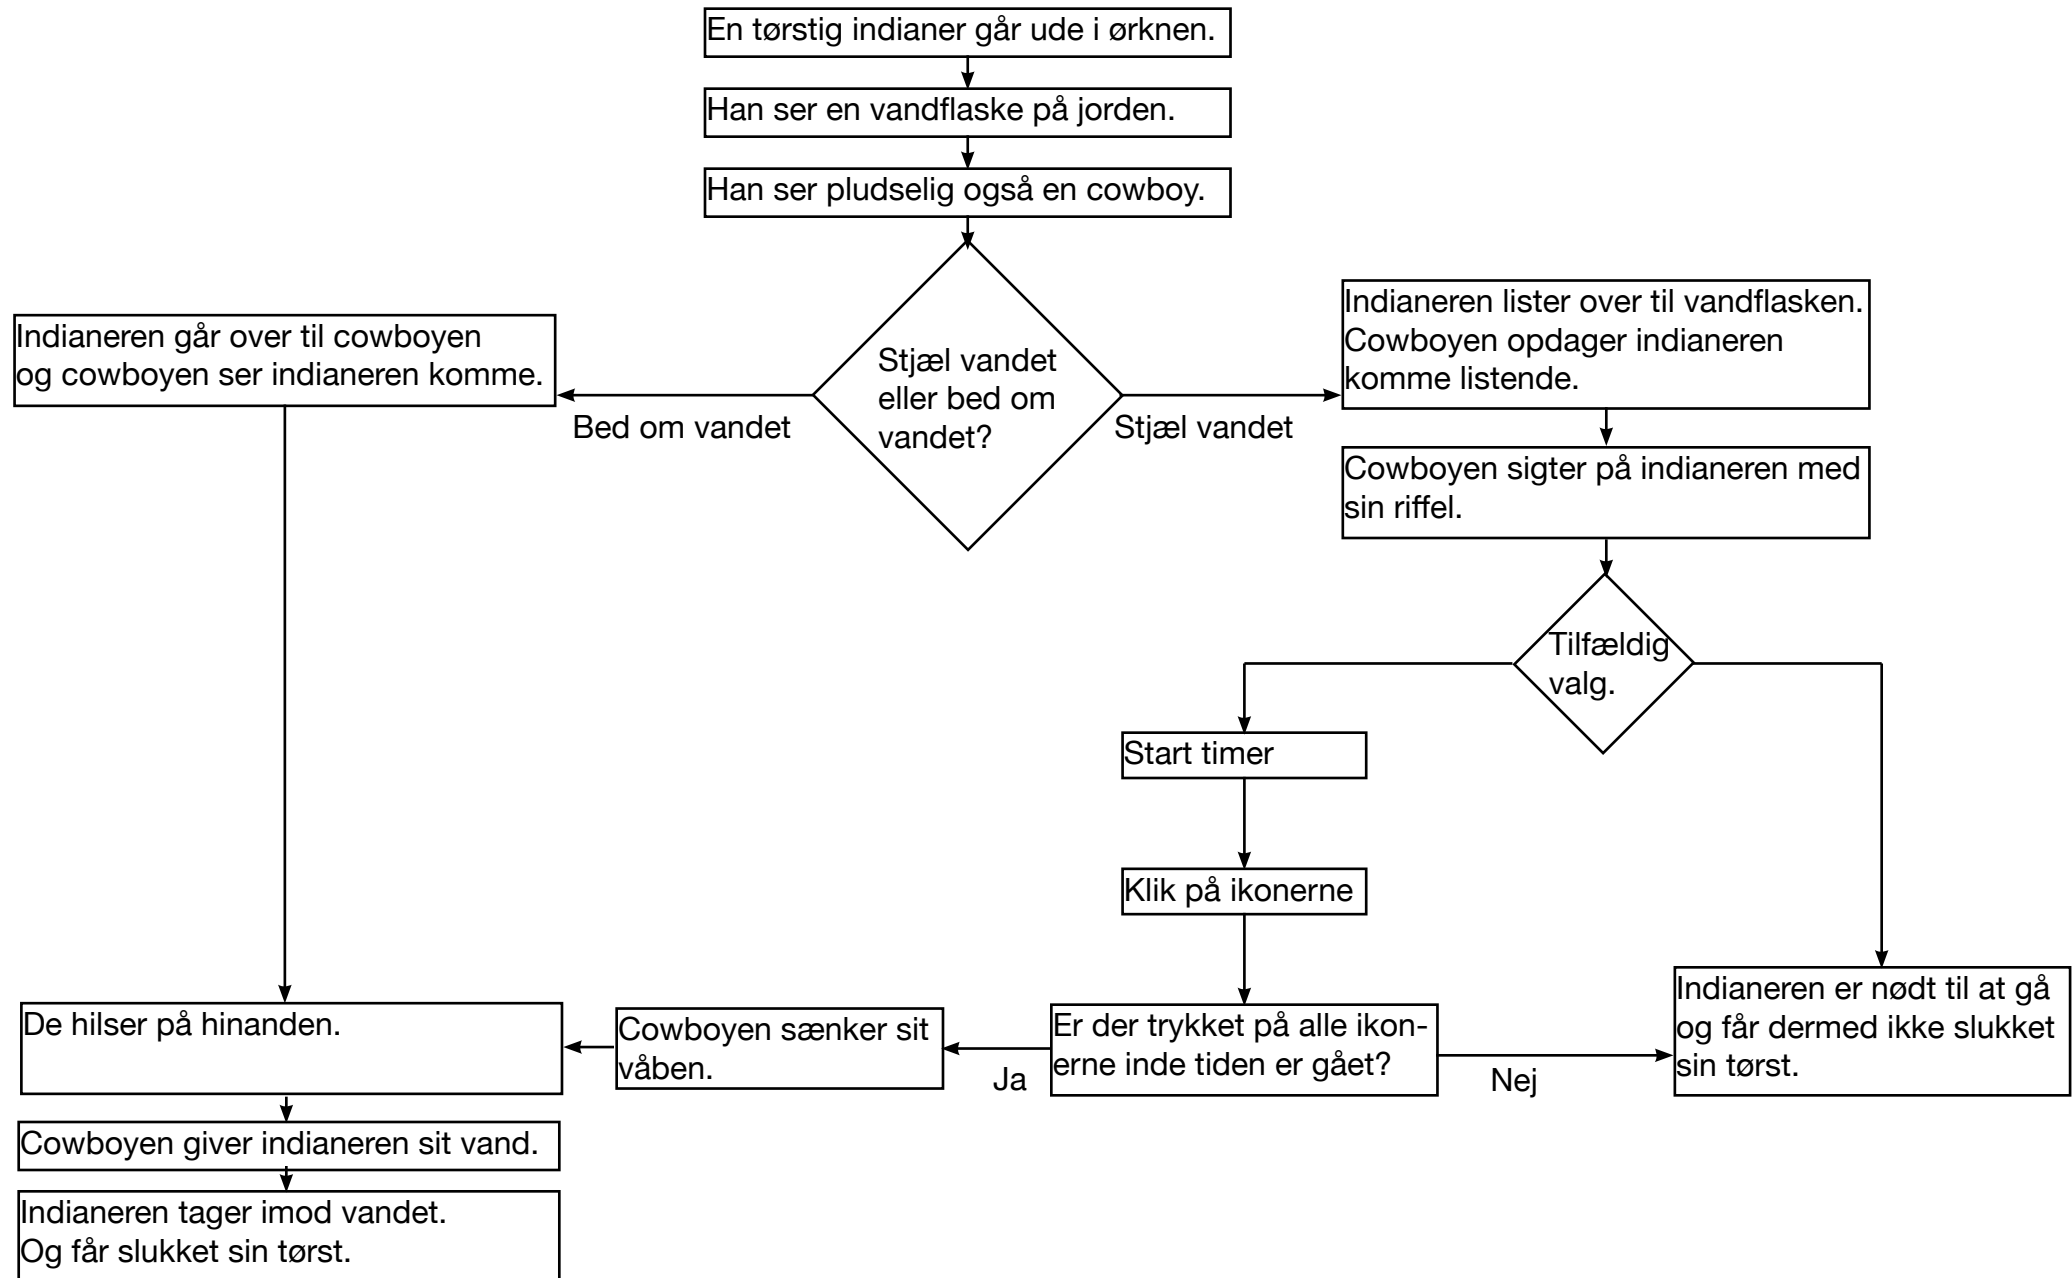 En tørstig indianer går ude i ørknen.
Han ser en vandflaske på jorden.
Han ser pludselig også en cowboy.
Stjæl vandet
eller bed om
vandet?
Bed om vandet
Stjæl vandet
Indianeren går over til cowboyen
og cowboyen ser indianeren komme.
Indianeren lister over til vandflasken.
Cowboyen opdager indianeren
komme listende.
Cowboyen sigter på indianeren med
sin riffel.
Tilfældig
valg.
Start timer
Klik på ikonerne
Er der trykket på alle ikon-
erne inde tiden er gået?
Ja
Nej
Cowboyen sænker sit
våben.
Indianeren er nødt til at gå
og får dermed ikke slukket
sin tørst.
De hilser på hinanden.
Cowboyen giver indianeren sit vand.
Indianeren tager imod vandet.
Og får slukket sin tørst.